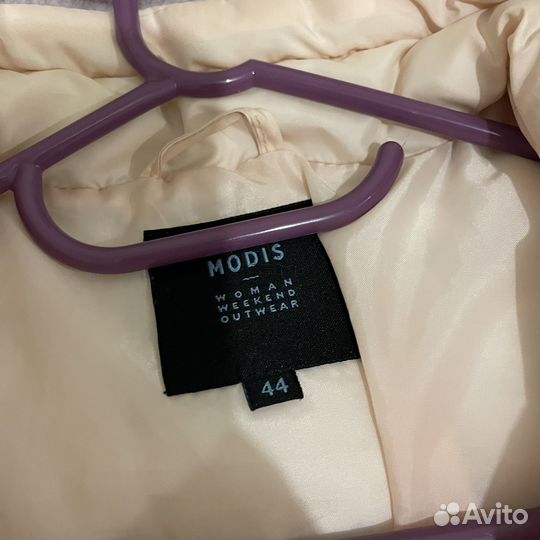 MODIS
WOMAN
WEEKEND
OUTWEAR
44
Avito